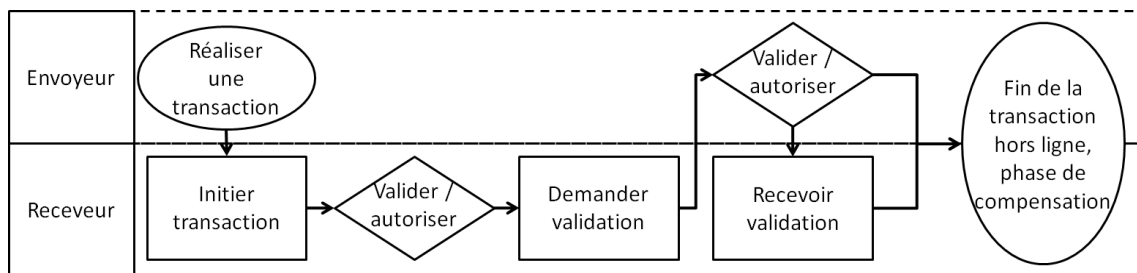 Envoyeur
Réaliser
une
transaction
Valider /
autoriser
Fin de la
transaction
hors ligne,
phase de
compensation
Receveur
Initier
transaction
Valider /
autoriser
Demander
validation
Recevoir
validation